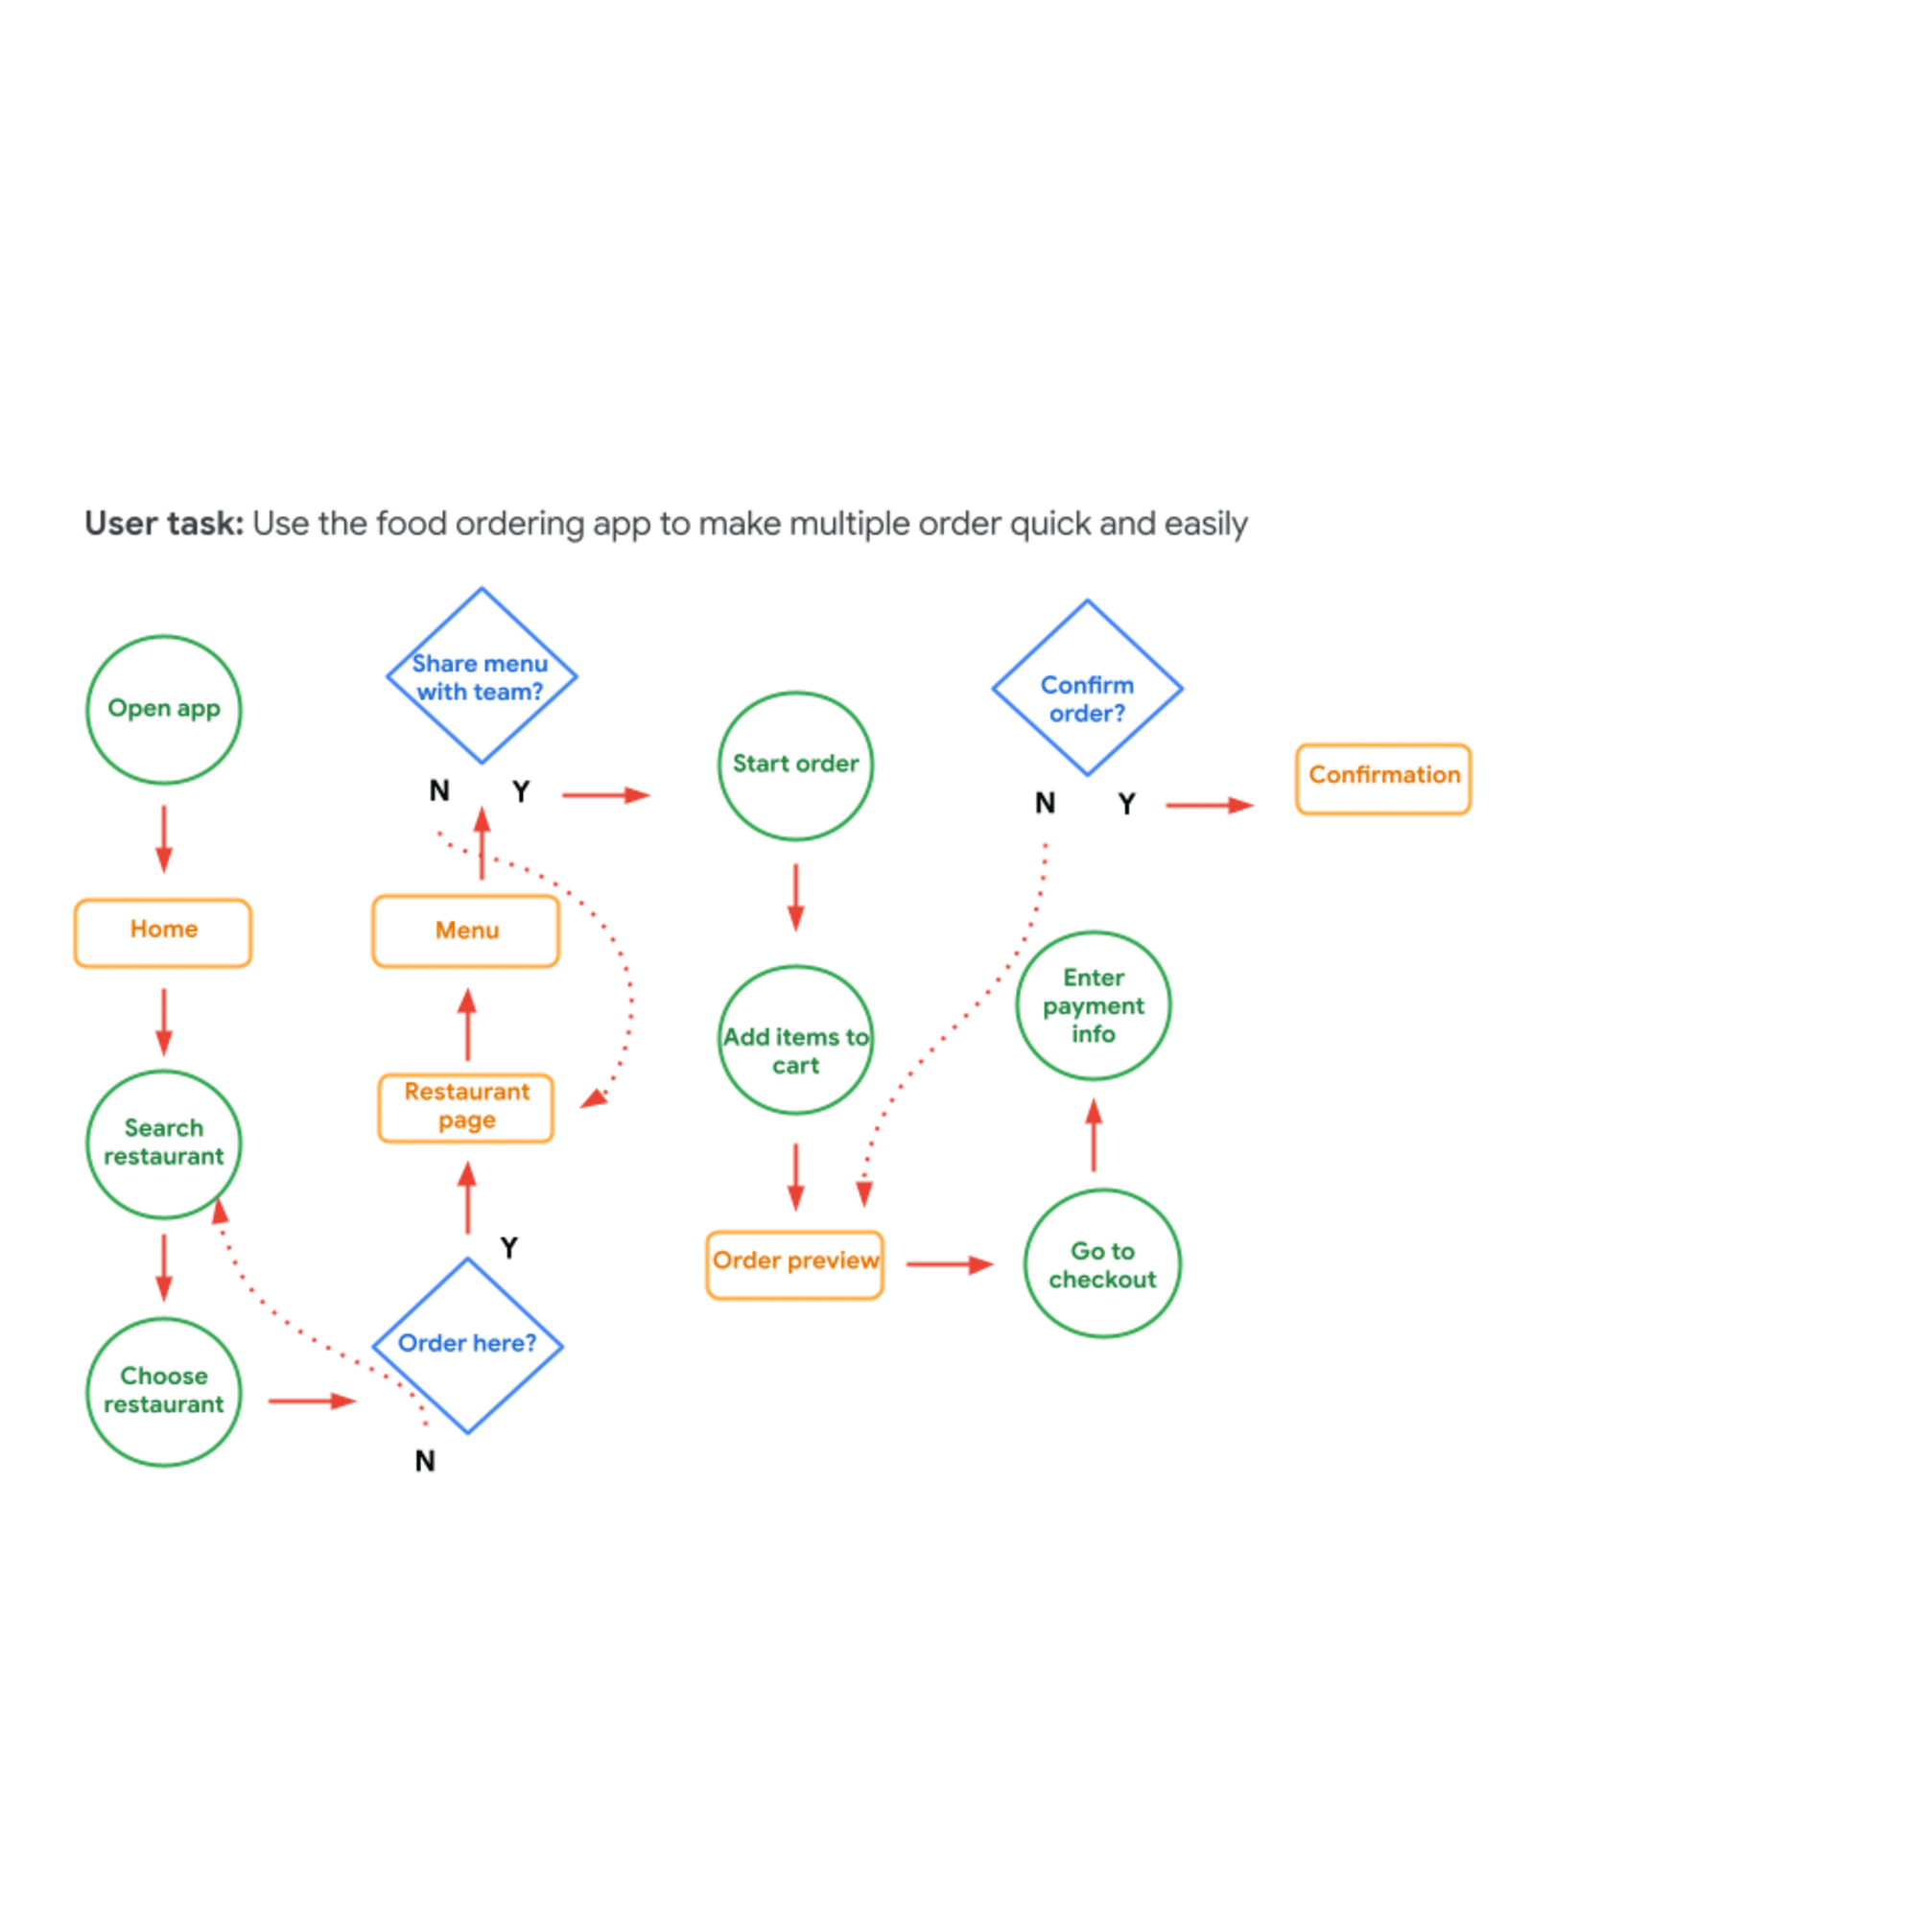 User task: Use the food ordering app to make multiple order quick and easily
Open app
Home
Search
restaurant
Choose
restaurant
Order here?
Y
N
Restaurant
page
Menu
Share menu
with team?
N
Y
Start order
Add items to
cart
Order preview
Go to
checkout
Enter
payment
info
Confirm
order?
N
Y
Confirmation